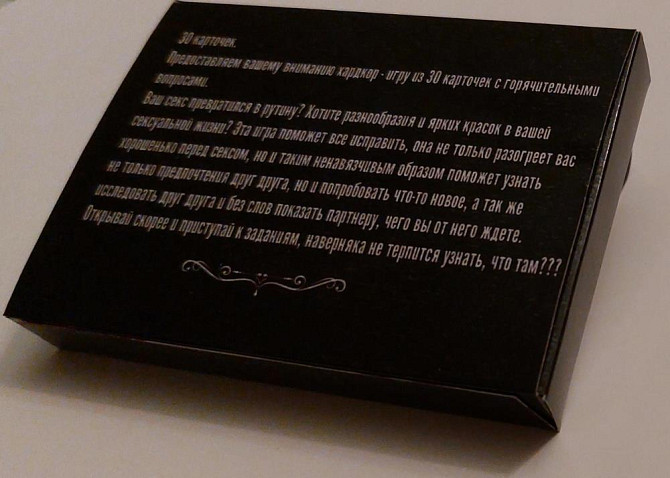 30 карточек.
Предоставляем вашему вниманию хардкор - игру из 30 карточек с горячительными
вопросами.
Ваш секс превратился в рутину? Хотите разнообразия и ярких красок в вашей
сексуальной жизни? Эта игра поможет все исправить, она не только разогреет вас
хорошенько перед сексом, но и таким ненавязчивым образом поможет узнать
не только предпочтения друг друга, но и попробовать что-то новое, а так же
исследовать друг друга и без слов показать партнеру, чего вы от него ждете.
Открывай скорее и приступай к заданиям, наверняка не терпится узнать, что там???